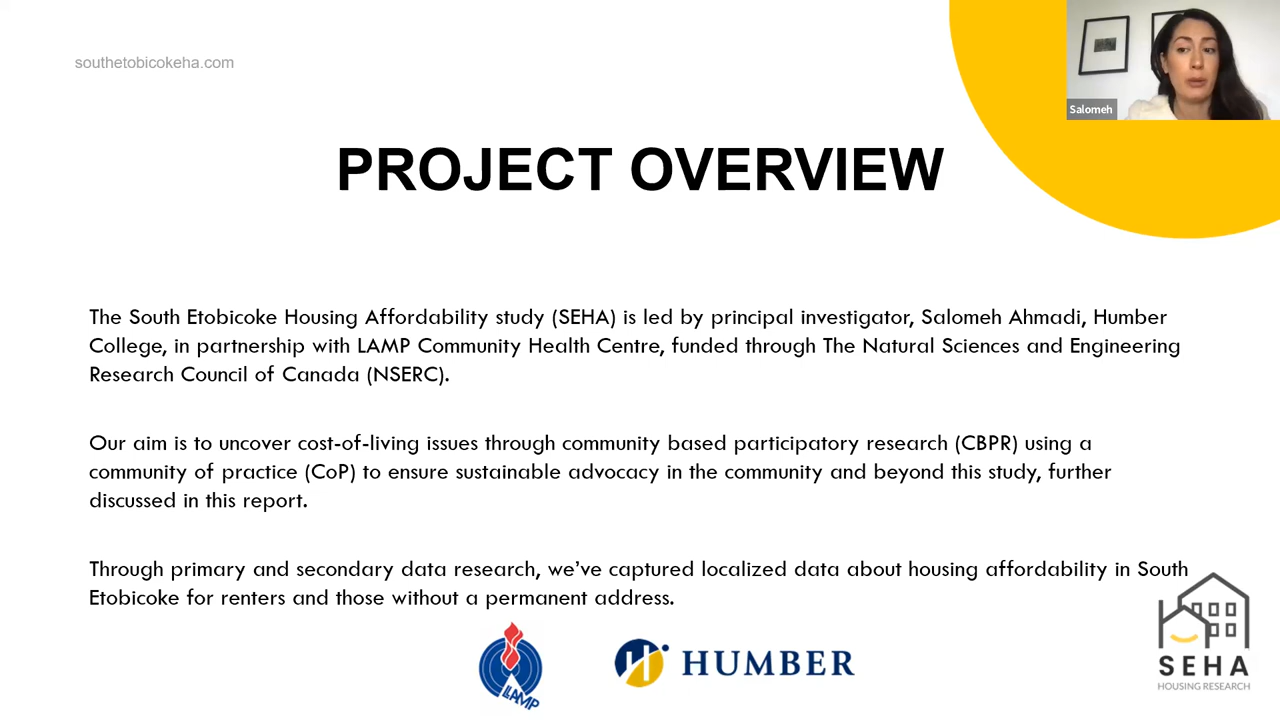 southetobicokeha.com
Salomeh
PROJECT OVERVIEW
The South Etobicoke Housing Affordability study (SEHA) is led by principal investigator, Salomeh Ahmadi, Humber
College, in partnership with LAMP Community Health Centre, funded through The Natural Sciences and Engineering
Research Council of Canada (NSERC).
Our aim is to uncover cost-of-living issues through community based participatory research (CBPR) using a
community of practice (CoP) to ensure sustainable advocacy in the community and beyond this study, further
discussed in this report.
Through primary and secondary data research, we've captured localized data about housing affordability in South
Etobicoke for renters and those without a permanent address.
LAMP
HUMBER
SEHA
HOUSING RESEARCH